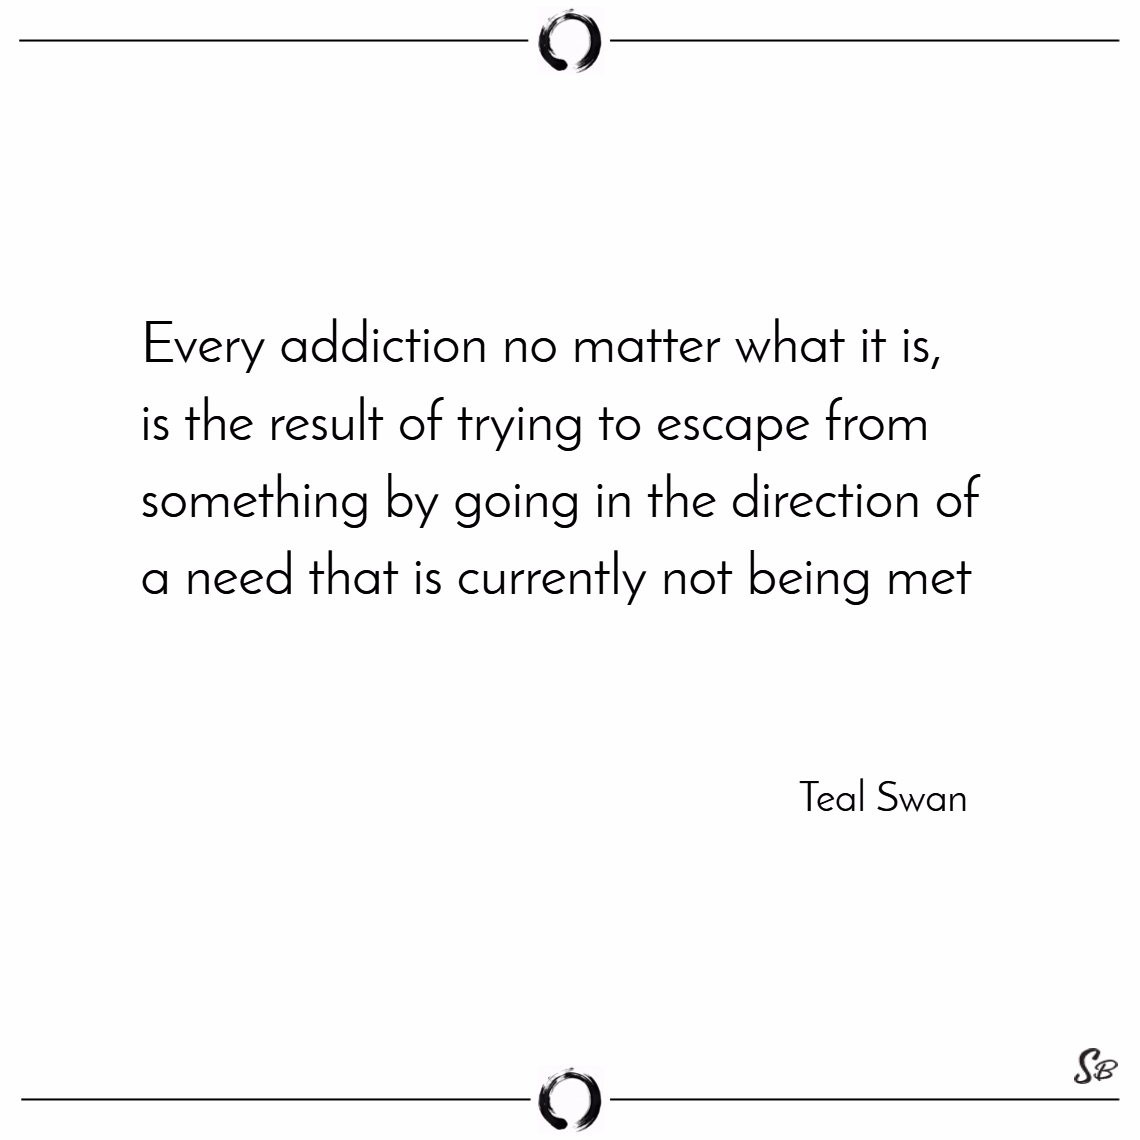 Every addiction no matter what it is,
is the result of trying to escape from
something by going in the direction of
a need that is currently not being met
Teal Swan
SB